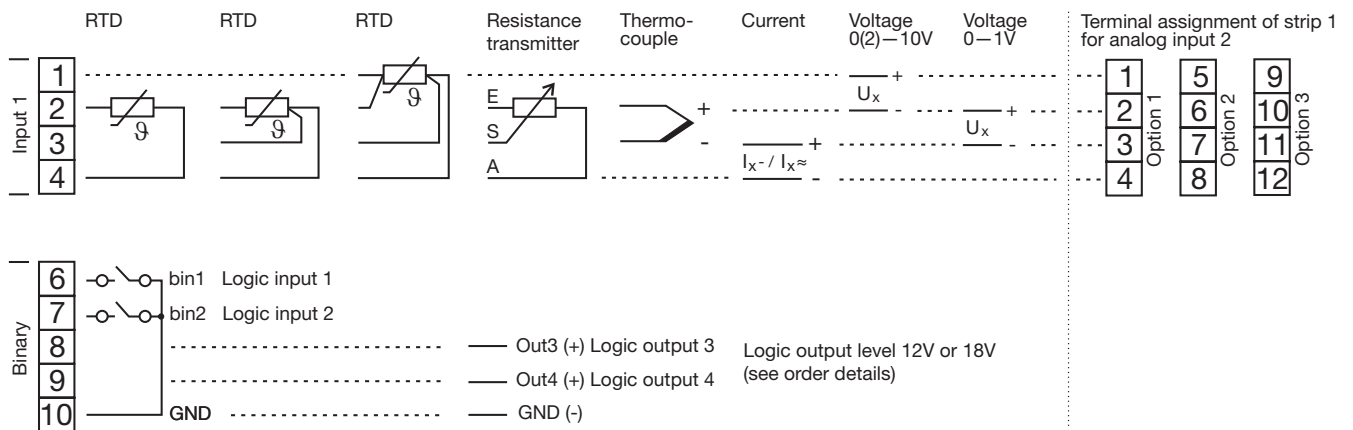 RTD RTD RTD Resistance transmitter Thermo-couple Current Voltage 0(2)—10V Voltage 0—1V Terminal assignment of strip 1 for analog input 2
Input 1
1 + 1 5 9
ϑ
2 ϑ ϑ E + Ux - + 2 6 10
3 S - + Ux - 3 7 11
Ix- / Ix≈
4 A - 4 8 12
Option 1 Option 2 Option 3
Binary
6 bin1 Logic input 1
7 bin2 Logic input 2
8 Out3 (+) Logic output 3 Logic output level 12V or 18V
9 Out4 (+) Logic output 4 (see order details)
10 GND GND (-)